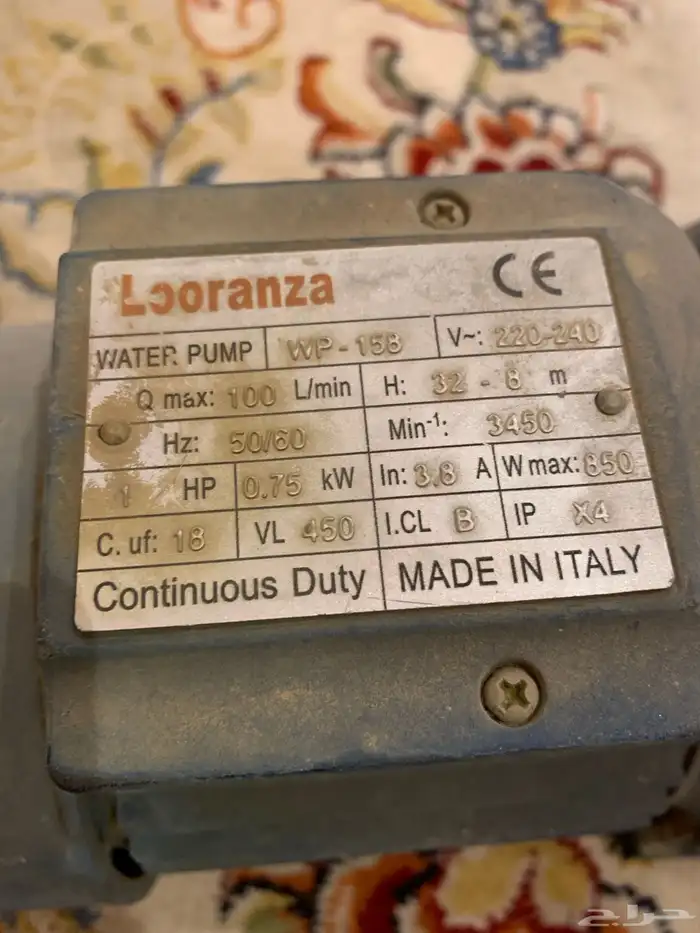 Looranza CE
WATER PUMP WP-158 V~: 220-240
Q max: 100 L/min H: 32 - 8 m
Hz: 50/60 Min-1: 3450
1 HP 0.75 kW In: 3.8 A W max: 850
C. uf: 18 VL 450 I.CL B IP X4
Continuous Duty MADE IN ITALY
حراج